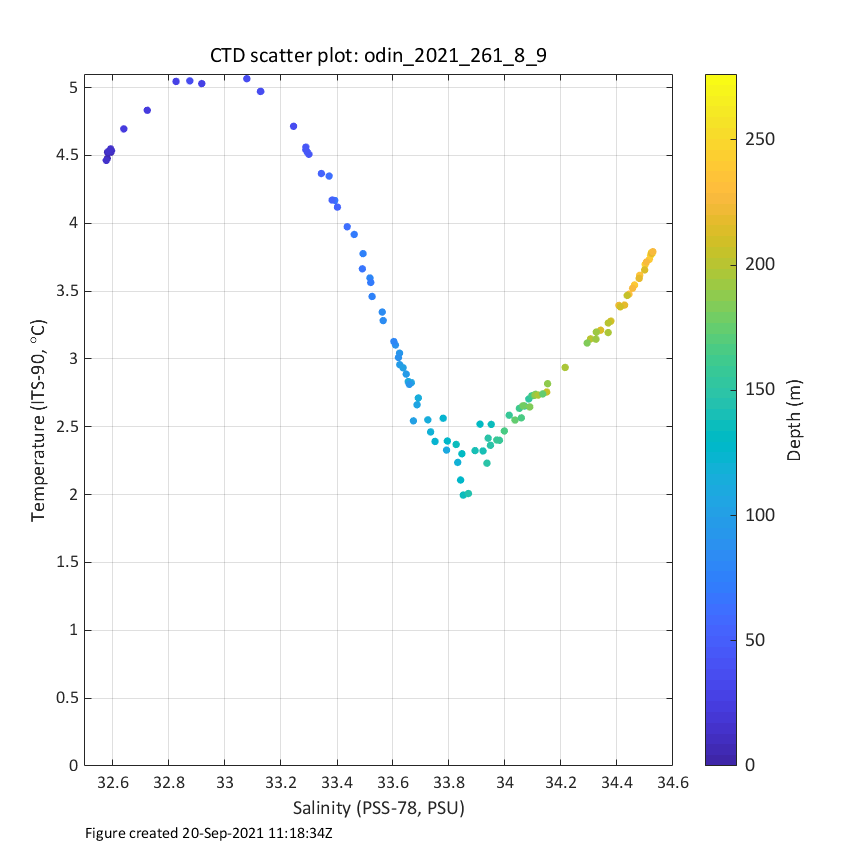 CTD scatter plot: odin_2021_261_8_9
5
4.5
4
3.5
3
2.5
2
1.5
1
0.5
0
Temperature (ITS-90, °C)
32.6 32.8 33 33.2 33.4 33.6 33.8 34 34.2 34.4 34.6
Salinity (PSS-78, PSU)
250
200
150
100
50
0
Depth (m)
Figure created 20-Sep-2021 11:18:34Z